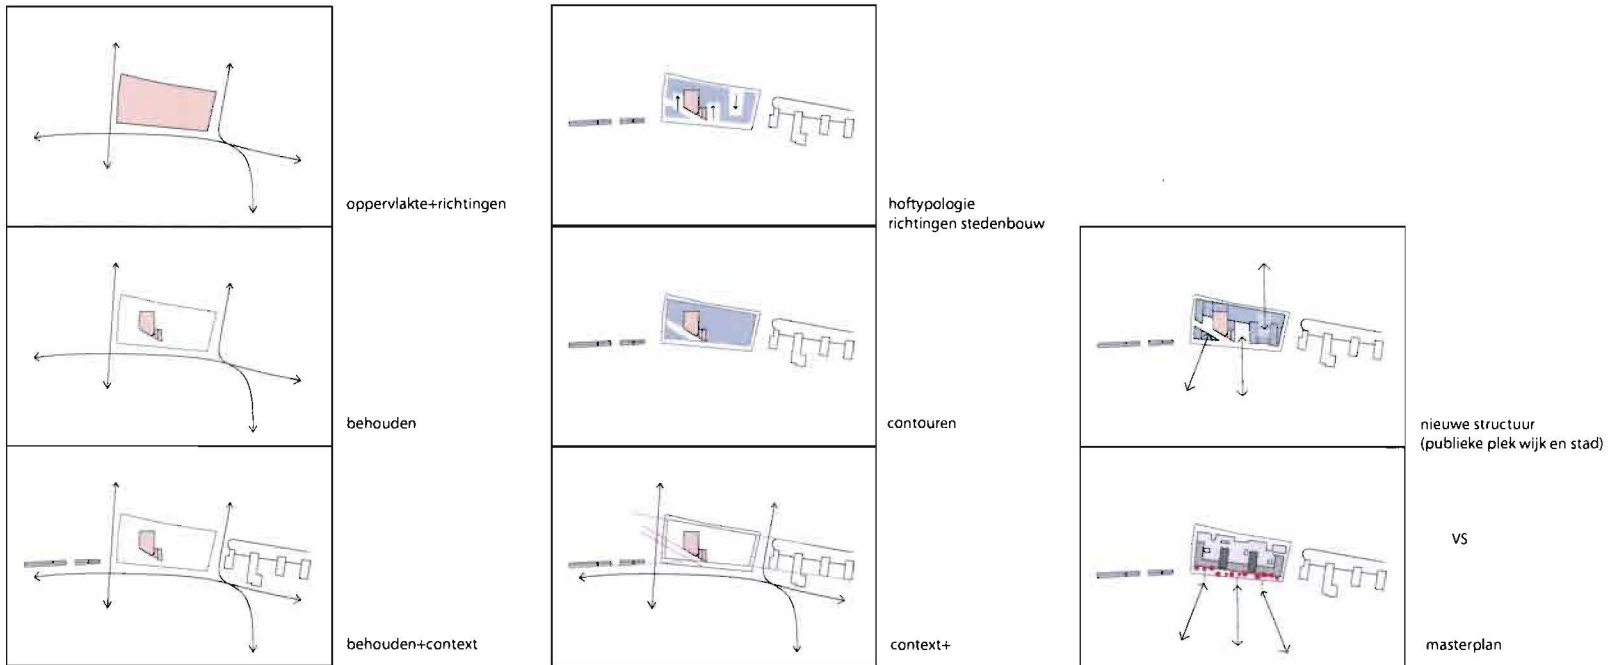 oppervlakte+richtingen
behouden
behouden+context
hoftypologie
richtingen stedenbouw
contouren
context+
nieuwe structuur
(publieke plek wijk en stad)
VS
masterplan